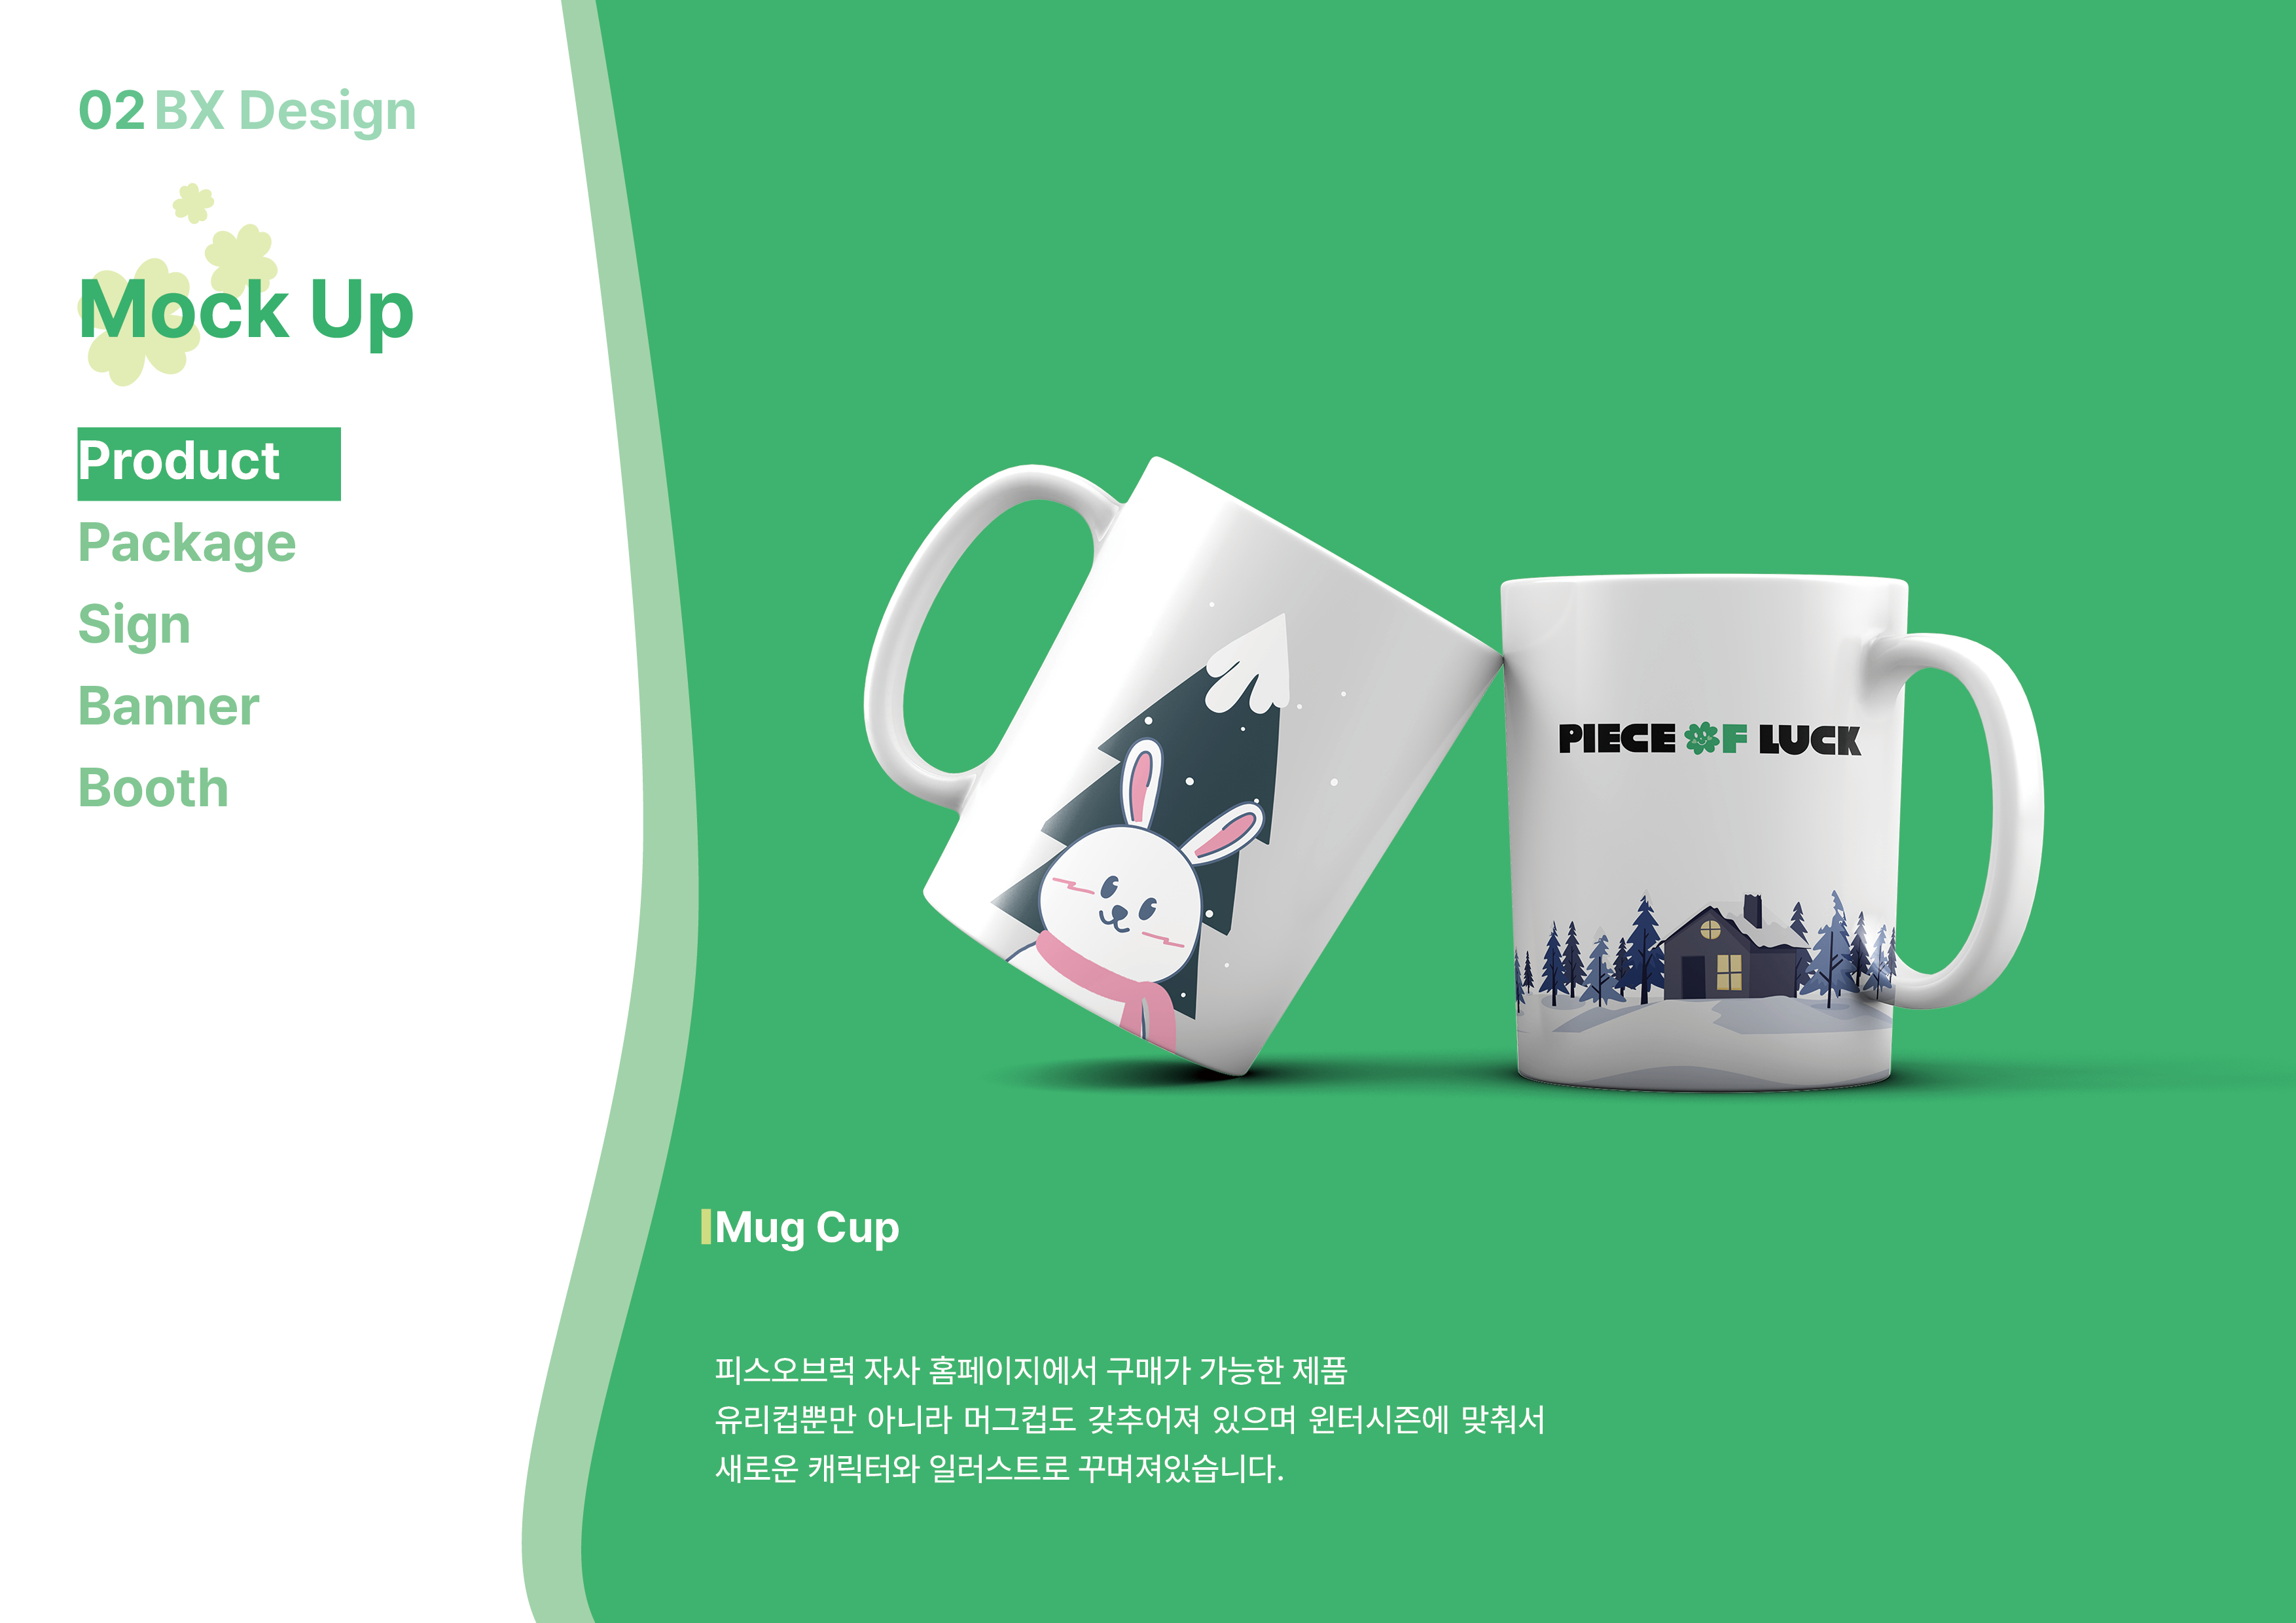 02 BX Design
Mock Up
Product
Package
Sign
Banner
Booth
PIECE OF LUCK
Mug Cup
피스오브럭 자사 홈페이지에서 구매가 가능한 제품
유리컵뿐만 아니라 머그컵도 갖추어져 있으며 윈터시즌에 맞춰서
새로운 캐릭터와 일러스트로 꾸며져있습니다.